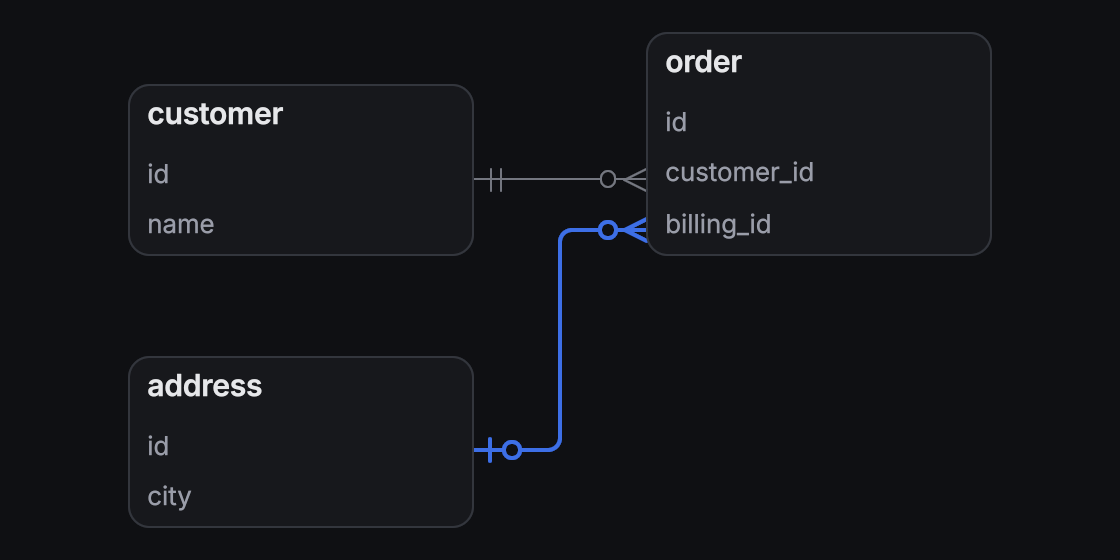 customer
id
name
order
id
customer_id
billing_id
address
id
city